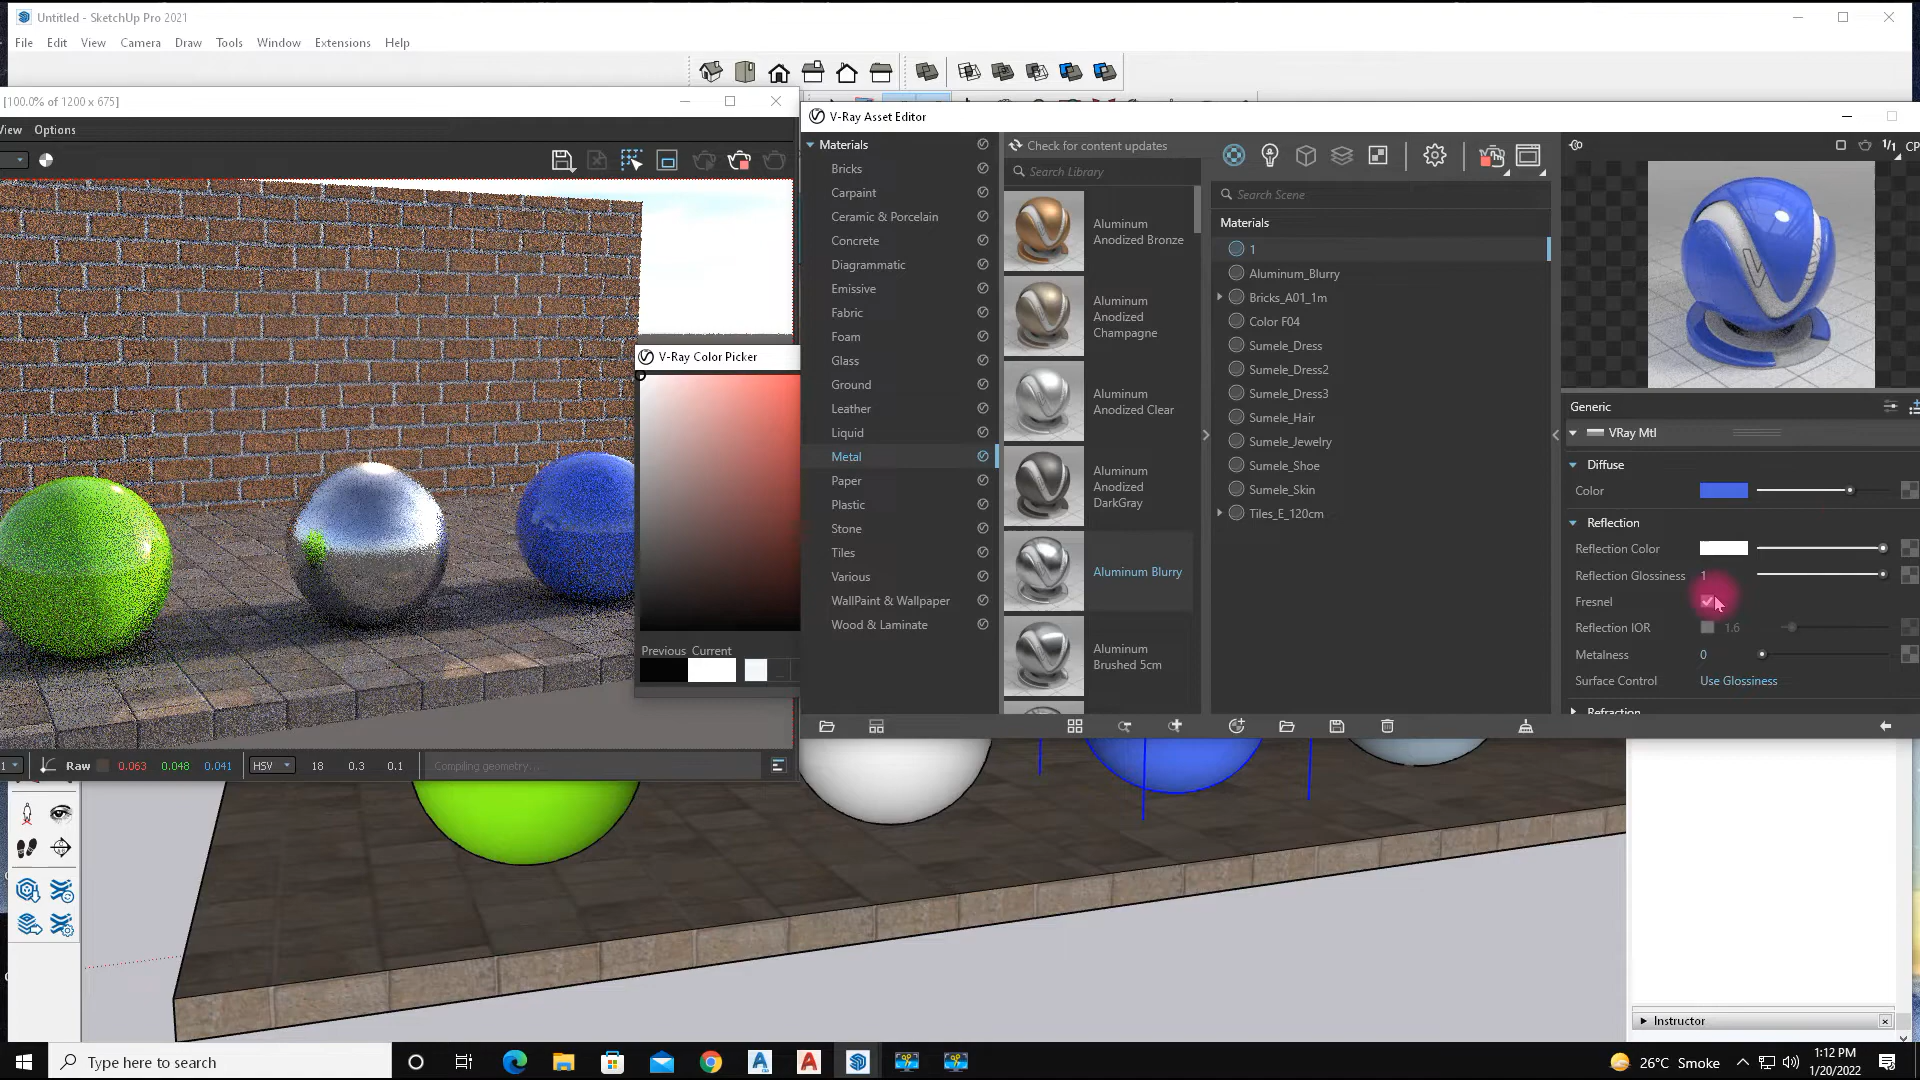 Untitled - SketchUp Pro 2021
File Edit View Camera Draw Tools Window Extensions Help
[100.0% of 1200 x 675]
View Options
V-Ray Asset Editor
Materials
Bricks
Carpaint
Ceramic & Porcelain
Concrete
Diagrammatic
Emissive
Fabric
Foam
Glass
Ground
Leather
Liquid
Metal
Paper
Plastic
Stone
Tiles
Various
WallPaint & Wallpaper
Wood & Laminate
Check for content updates
Search Library
Aluminum
Anodized Bronze
Aluminum
Anodized
Champagne
Aluminum
Anodized Clear
Aluminum
Anodized
DarkGray
Aluminum Blurry
Aluminum
Brushed 5cm
Search Scene
Materials
1
Aluminum_Blurry
Bricks_A01_1m
Color F04
Sumele_Dress
Sumele_Dress2
Sumele_Dress3
Sumele_Hair
Sumele_Jewelry
Sumele_Shoe
Sumele_Skin
Tiles_E_120cm
1/1 CP
Generic
VRay Mtl
Diffuse
Color
Reflection
Reflection Color
Reflection Glossiness 1
Fresnel
Reflection IOR 1.6
Metalness 0
Surface Control Use Glossiness
Refraction
V-Ray Color Picker
Previous Current
1 Raw 0.063 0.048 0.041 HSV 18 0.3 0.1 Compiling geometry...
Instructor
Type here to search
26°C Smoke
1:12 PM
1/20/2022